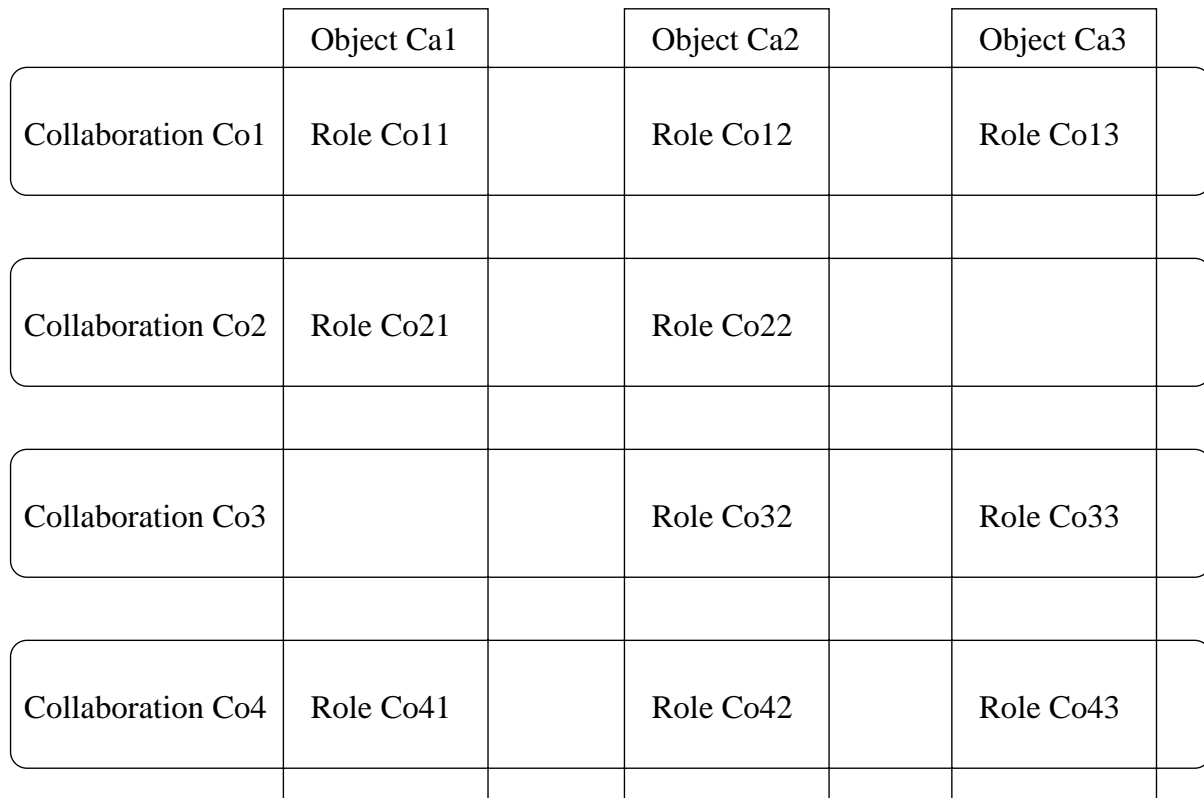 Object Ca1 Object Ca2 Object Ca3
Collaboration Co1 Role Co11 Role Co12 Role Co13
Collaboration Co2 Role Co21 Role Co22
Collaboration Co3 Role Co32 Role Co33
Collaboration Co4 Role Co41 Role Co42 Role Co43